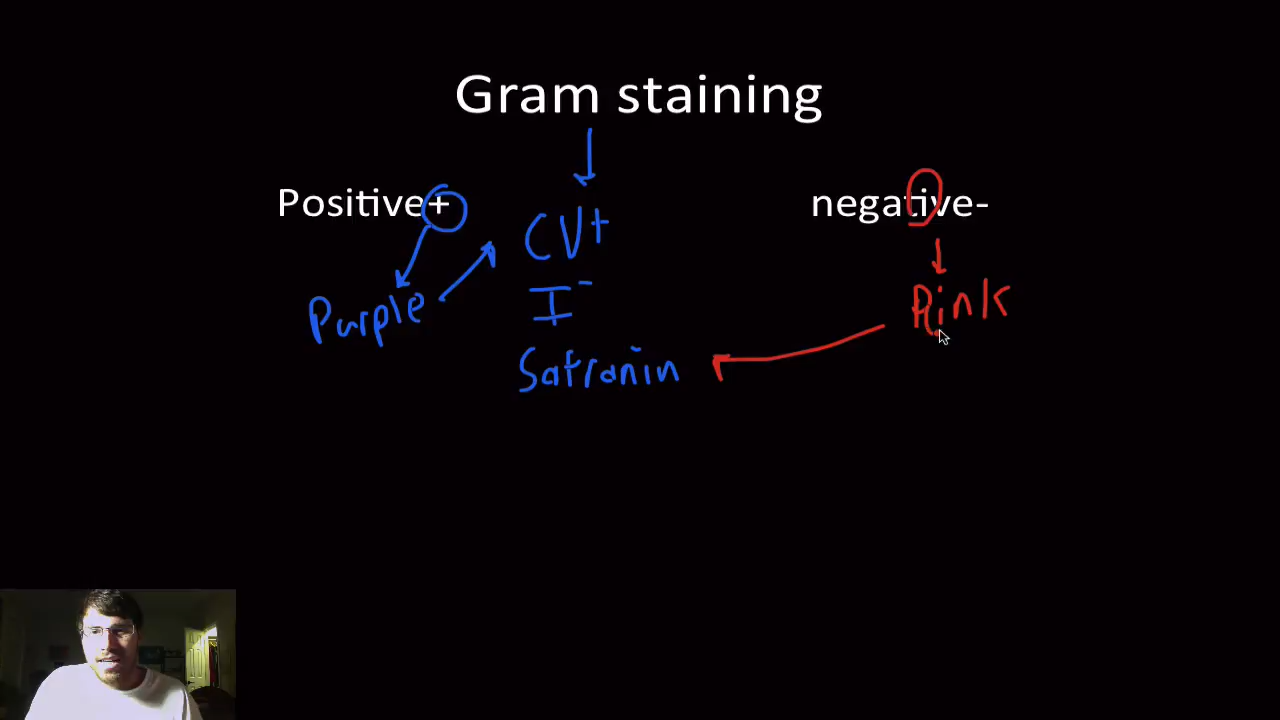 Gram staining
Positive+
negative-
CV+
I-
Purple
Pink
Safranin